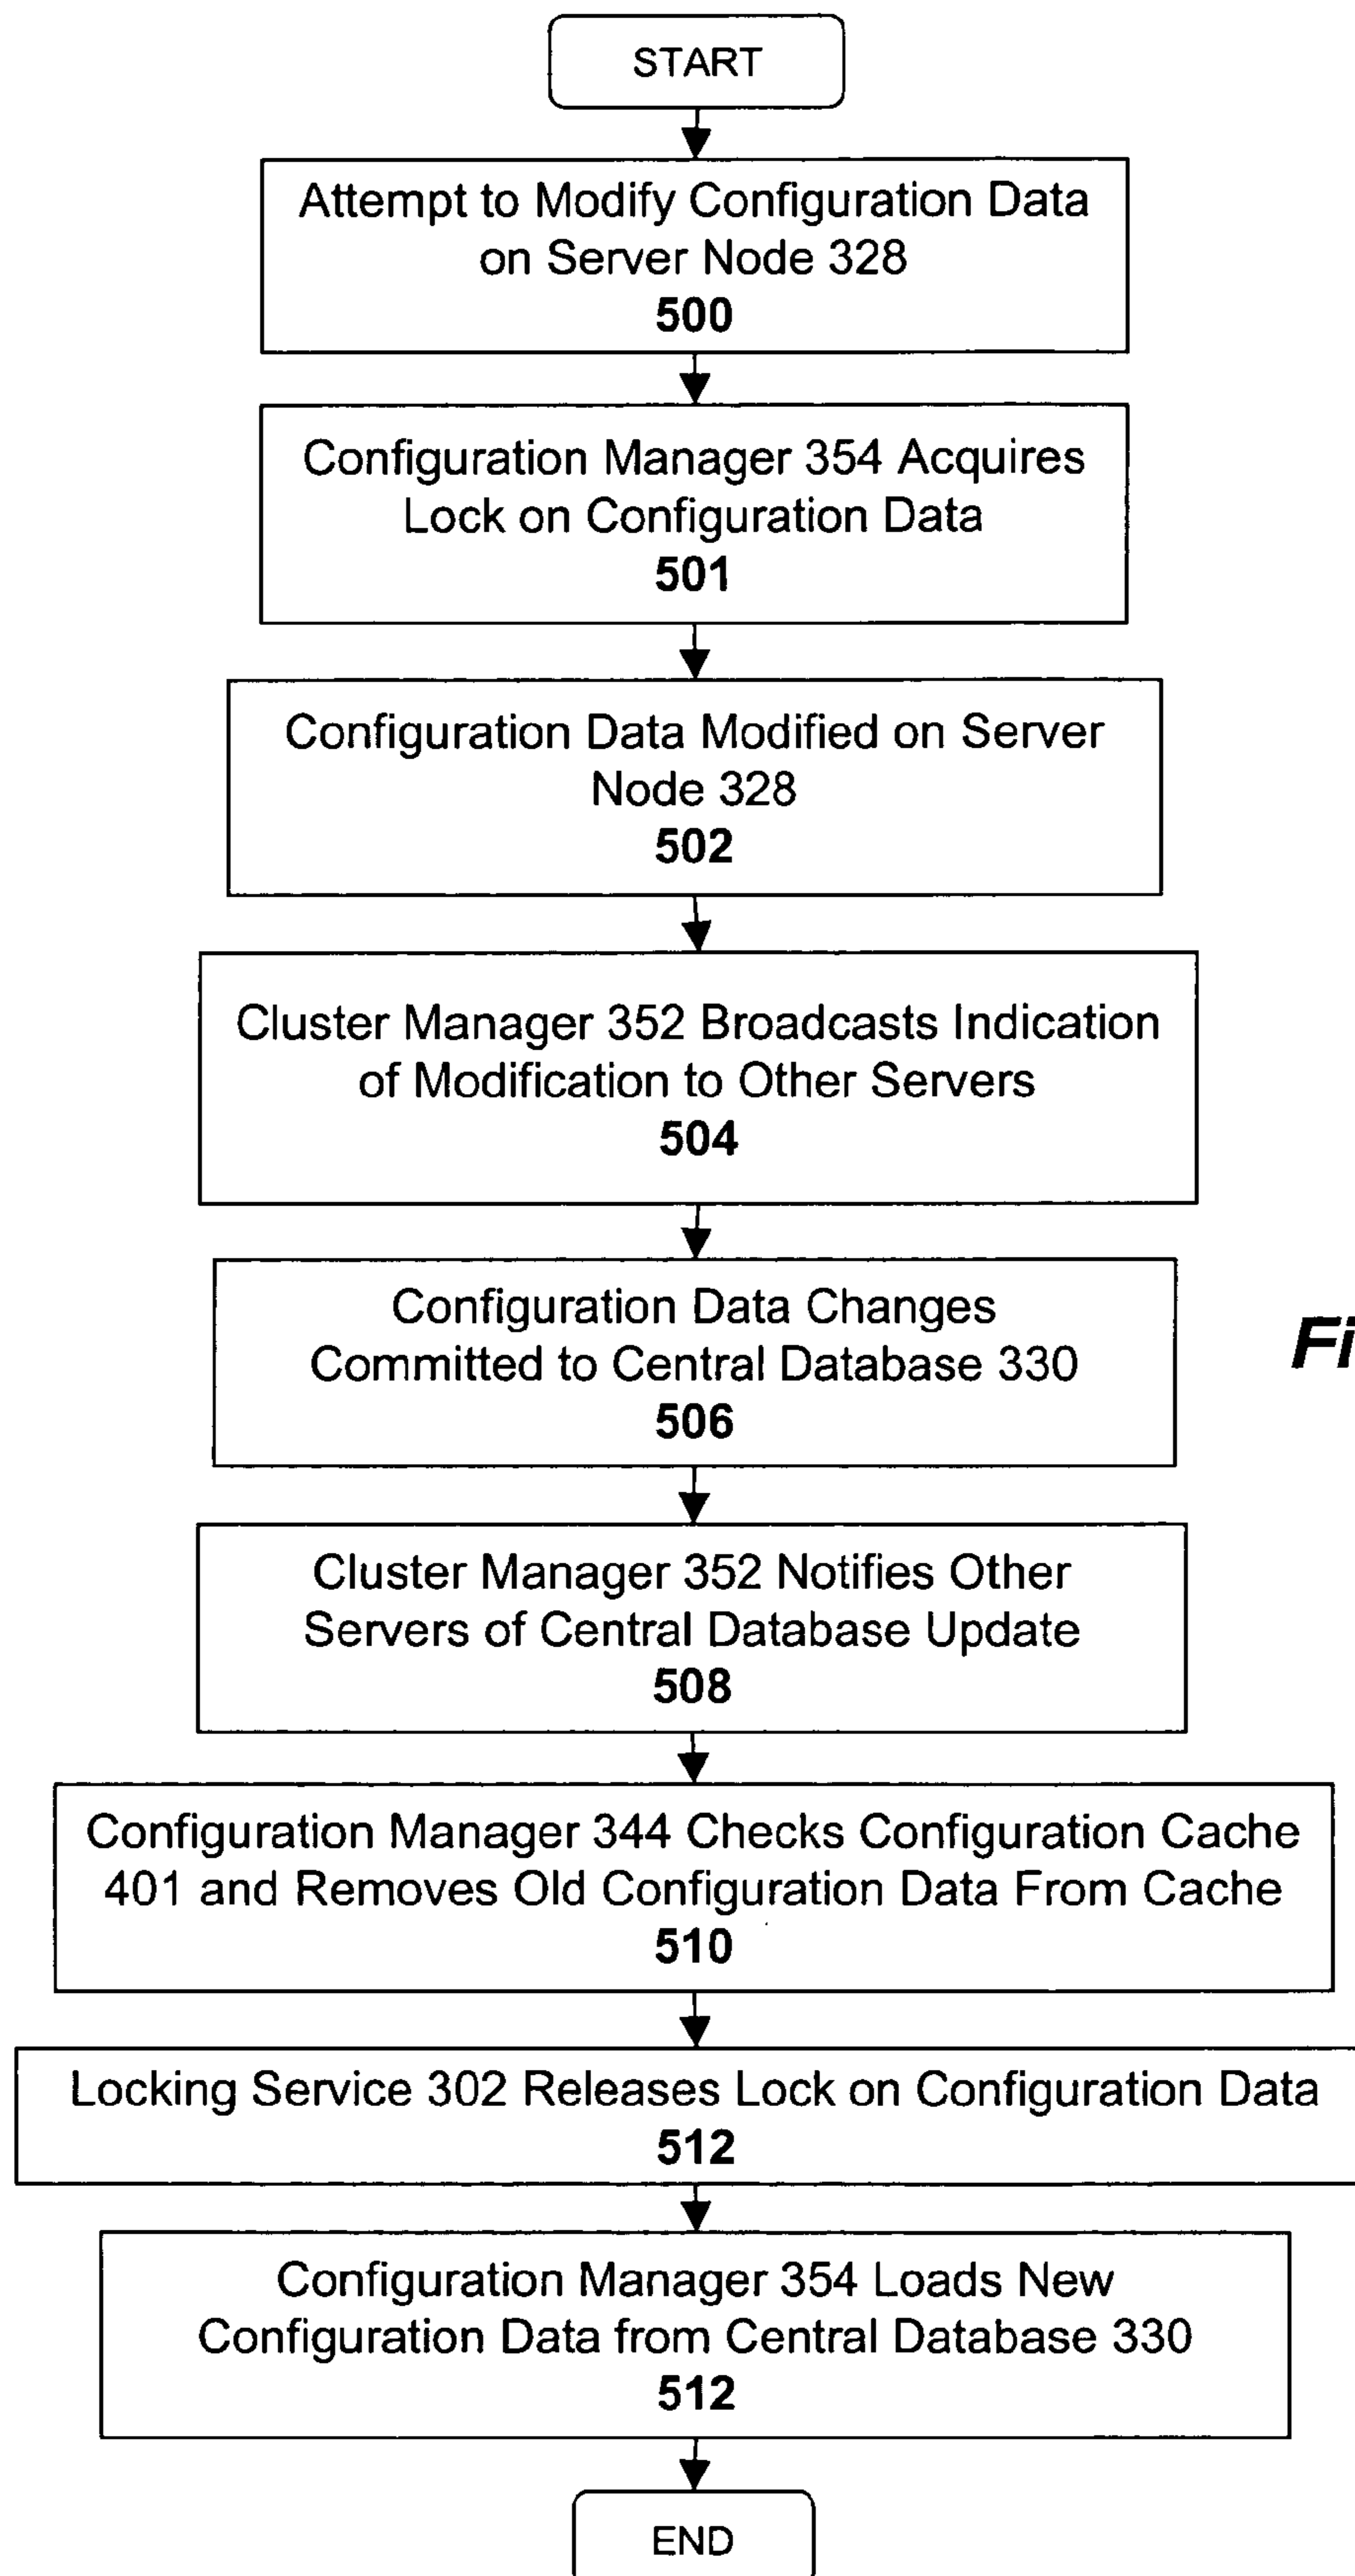 START
Attempt to Modify Configuration Data
on Server Node 328
500
Configuration Manager 354 Acquires
Lock on Configuration Data
501
Configuration Data Modified on Server
Node 328
502
Cluster Manager 352 Broadcasts Indication
of Modification to Other Servers
504
Configuration Data Changes
Committed to Central Database 330
506
Fi
Cluster Manager 352 Notifies Other
Servers of Central Database Update
508
Configuration Manager 344 Checks Configuration Cache
401 and Removes Old Configuration Data From Cache
510
Locking Service 302 Releases Lock on Configuration Data
512
Configuration Manager 354 Loads New
Configuration Data from Central Database 330
512
END